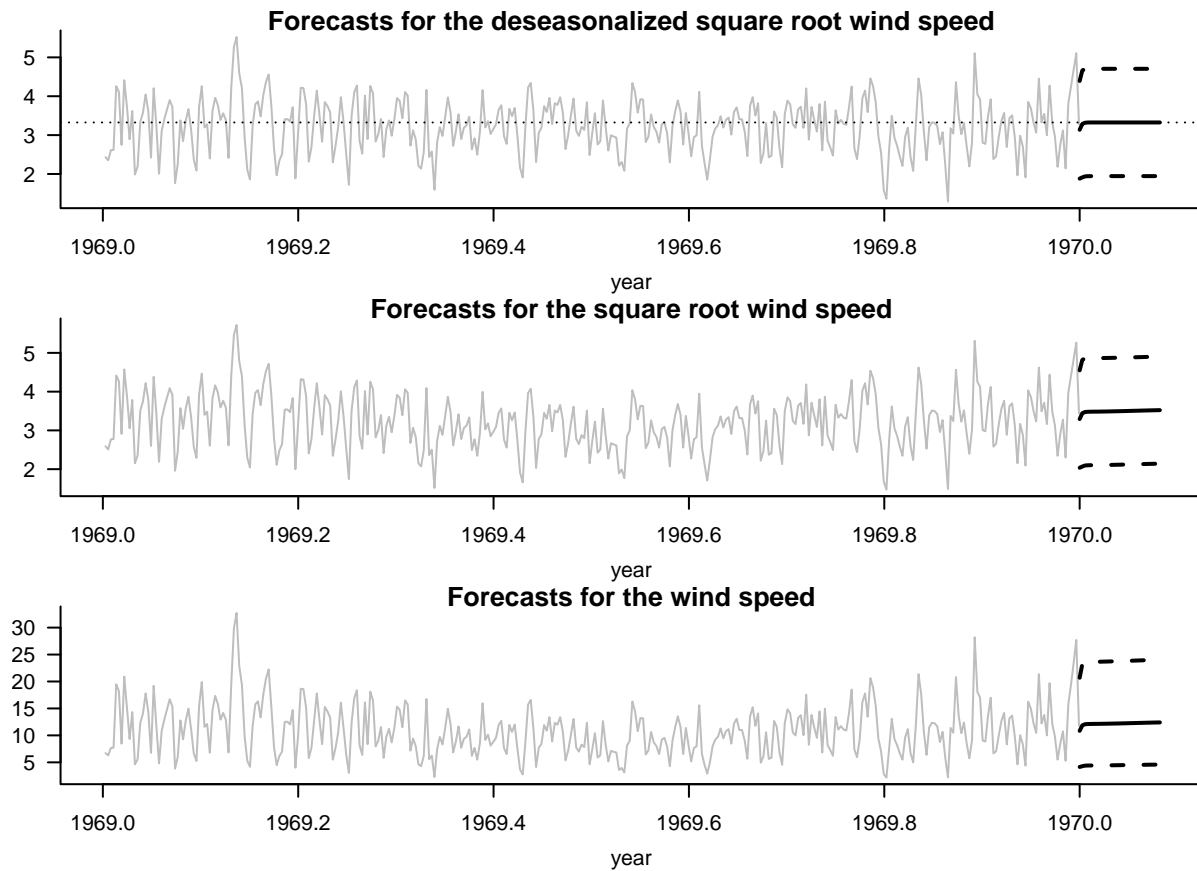 Forecasts for the deseasonalized square root wind speed
5
4
3
2
1969.0 1969.2 1969.4 1969.6 1969.8 1970.0
year
Forecasts for the square root wind speed
5
4
3
2
1969.0 1969.2 1969.4 1969.6 1969.8 1970.0
year
Forecasts for the wind speed
30
25
20
15
10
5
1969.0 1969.2 1969.4 1969.6 1969.8 1970.0
year